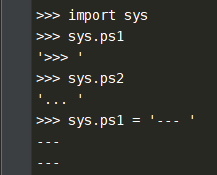 >>> import sys
>>> sys.ps1
'>>> '
>>> sys.ps2
'... '
>>> sys.ps1 = '--- '
---
---